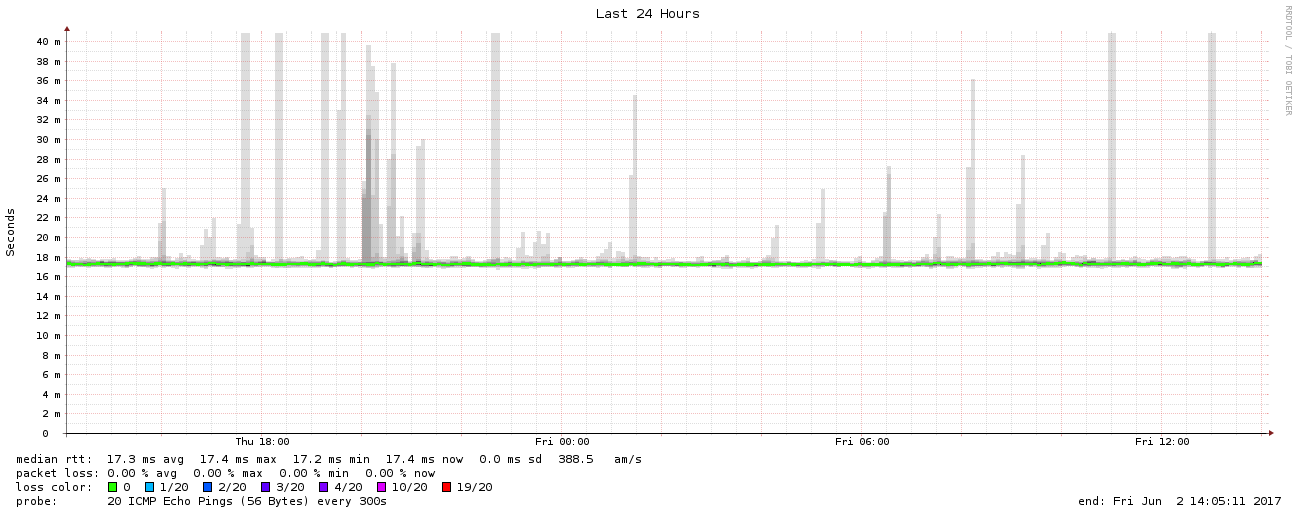 Last 24 Hours
RRDTOOL / TOBI OETIKER
Seconds
40 m
38 m
36 m
34 m
32 m
30 m
28 m
26 m
24 m
22 m
20 m
18 m
16 m
14 m
12 m
10 m
8 m
6 m
4 m
2 m
0
Thu 18:00 Fri 00:00 Fri 06:00 Fri 12:00
median rtt: 17.3 ms avg 17.4 ms max 17.2 ms min 17.4 ms now 0.0 ms sd 388.5 am/s
packet loss: 0.00 % avg 0.00 % max 0.00 % min 0.00 % now
loss color: 0 1/20 2/20 3/20 4/20 10/20 19/20
probe: 20 ICMP Echo Pings (56 Bytes) every 300s end: Fri Jun 2 14:05:11 2017